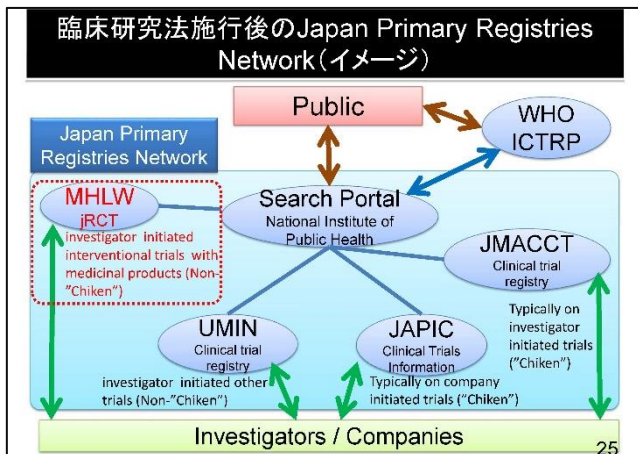 臨床研究法施行後のJapan Primary Registries
Network(イメージ)
Public
WHO
ICTRP
Japan Primary
Registries Network
MHLW
jRCT
investigator initiated
interventional trials with
medicinal products (Non-
"Chiken")
Search Portal
National Institute of
Public Health
JMACCT
Clinical trial
registry
Typically on
investigator
initiated trials
("Chiken")
UMIN
Clinical trial
registry
investigator initiated other
trials (Non-"Chiken")
JAPIC
Clinical Trials
Information
Typically on company
initiated trials ("Chiken")
Investigators / Companies
25